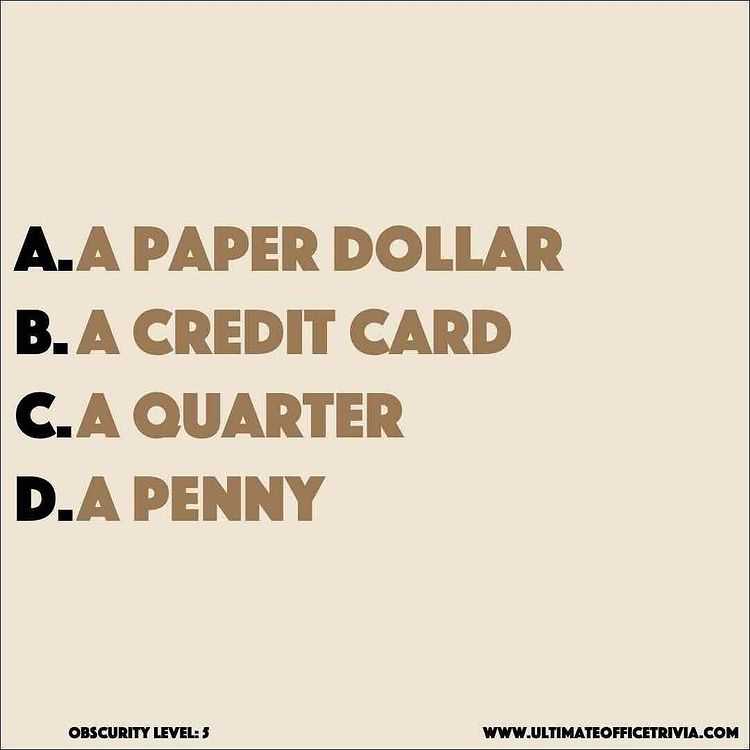 A. A PAPER DOLLAR
B. A CREDIT CARD
C. A QUARTER
D. A PENNY
OBSCURITY LEVEL: 5
WWW.ULTIMATEOFFICETRIVIA.COM